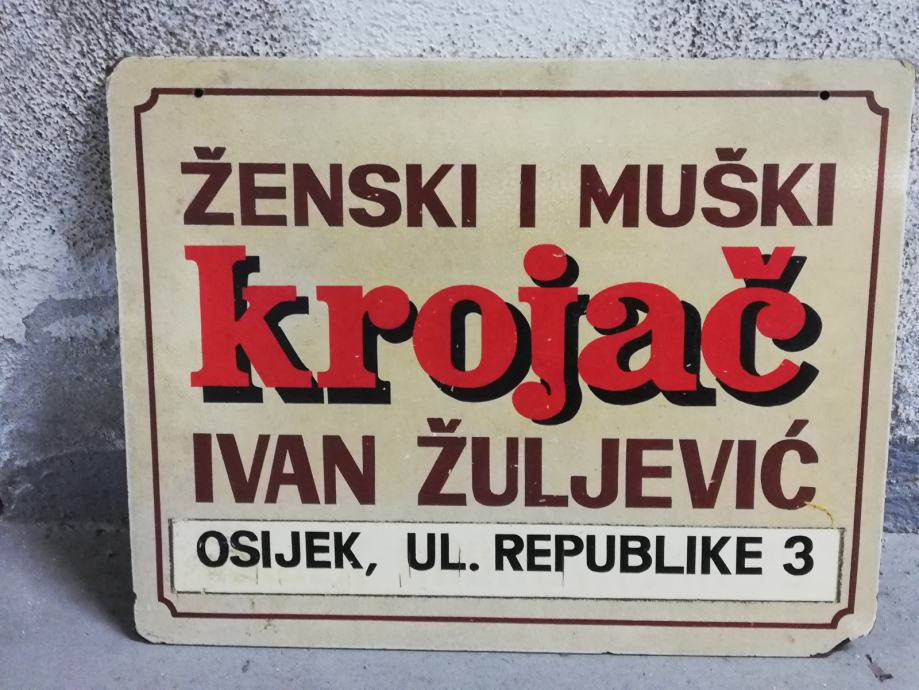 ŽENSKI I MUŠKI
krojač
IVAN ŽULJEVIĆ
OSIJEK, UL. REPUBLIKE 3